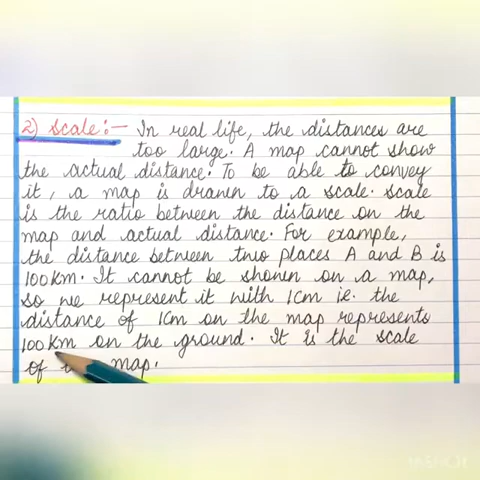 2) Scale:- In real life, the distances are
too large. A map cannot show
the actual distance. To be able to convey
it, a map is drawn to a scale. Scale
is the ratio between the distance on the
map and actual distance. For example,
the distance between two places A and B is
100km. It cannot be shown on a map,
so we represent it with 1cm ie. the
distance of 1cm on the map represents
100km on the ground. It is the scale
of map.